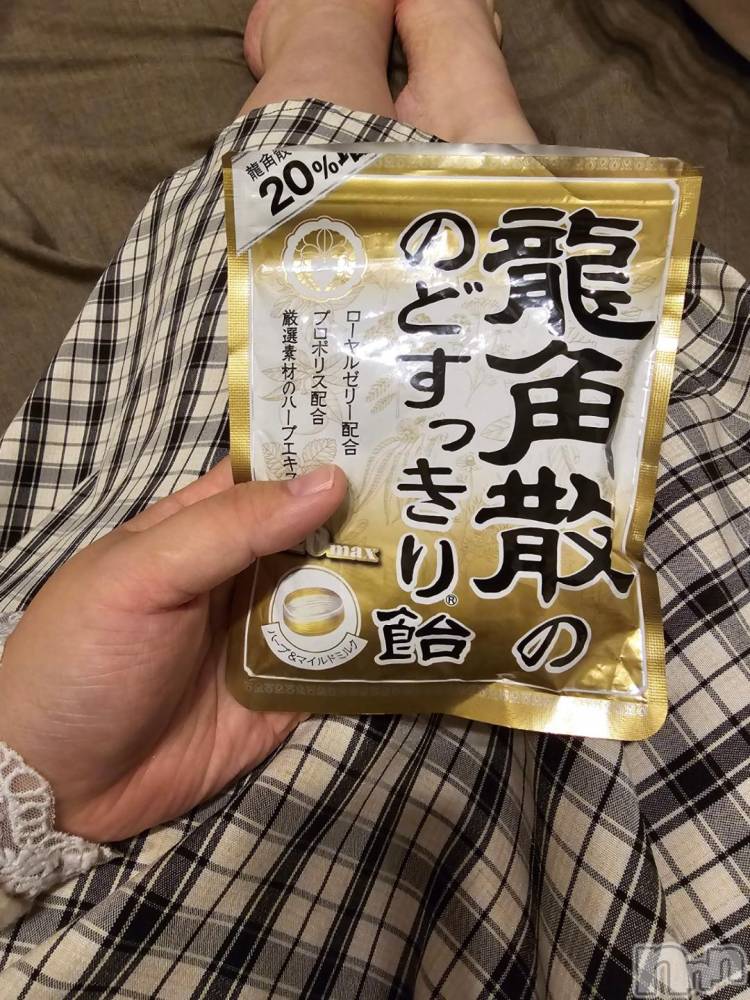 龍角散
20%増
龍角散の
のどすっきり®飴
ローヤルゼリー配合
プロポリス配合
厳選素材のハーブエキス
max
ハーブ&マイルドミルク